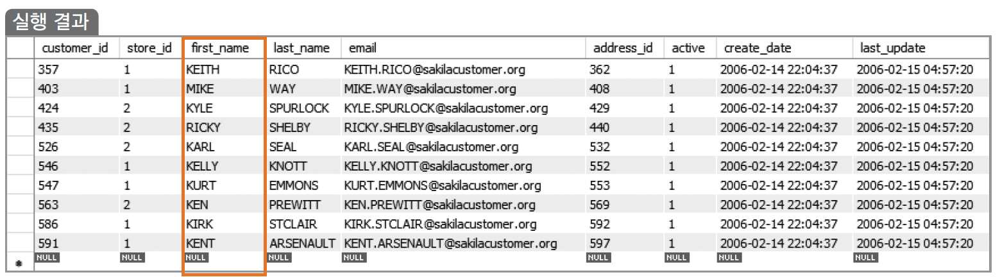 실행 결과
customer_id store_id first_name last_name email address_id active create_date last_update
357 1 KEITH RICO KEITH.RICO@sakilacustomer.org 362 1 2006-02-14 22:04:37 2006-02-15 04:57:20
403 1 MIKE WAY MIKE.WAY@sakilacustomer.org 408 1 2006-02-14 22:04:37 2006-02-15 04:57:20
424 2 KYLE SPURLOCK KYLE.SPURLOCK@sakilacustomer.org 429 1 2006-02-14 22:04:37 2006-02-15 04:57:20
435 2 RICKY SHELBY RICKY.SHELBY@sakilacustomer.org 440 1 2006-02-14 22:04:37 2006-02-15 04:57:20
526 2 KARL SEAL KARL.SEAL@sakilacustomer.org 532 1 2006-02-14 22:04:37 2006-02-15 04:57:20
546 1 KELLY KNOTT KELLY.KNOTT@sakilacustomer.org 552 1 2006-02-14 22:04:37 2006-02-15 04:57:20
547 1 KURT EMMONS KURT.EMMONS@sakilacustomer.org 553 1 2006-02-14 22:04:37 2006-02-15 04:57:20
563 2 KEN PREWITT KEN.PREWITT@sakilacustomer.org 569 1 2006-02-14 22:04:37 2006-02-15 04:57:20
586 1 KIRK STCLAIR KIRK.STCLAIR@sakilacustomer.org 592 1 2006-02-14 22:04:37 2006-02-15 04:57:20
591 1 KENT ARSENAULT KENT.ARSENAULT@sakilacustomer.org 597 1 2006-02-14 22:04:37 2006-02-15 04:57:20
NULL NULL NULL NULL NULL NULL NULL NULL NULL